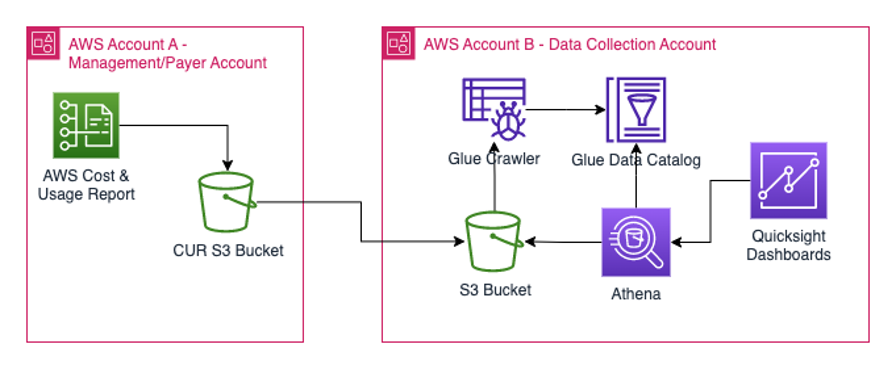 AWS Account A -
Management/Payer Account
AWS Cost &
Usage Report
CUR S3 Bucket
AWS Account B - Data Collection Account
Glue Crawler
Glue Data Catalog
S3 Bucket
Athena
Quicksight
Dashboards